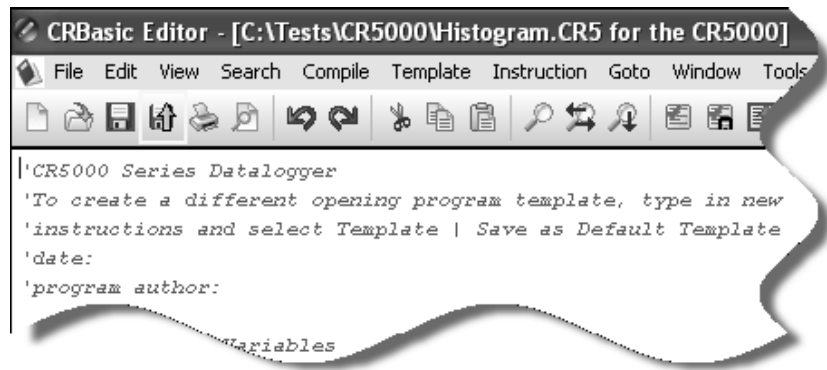 CRBasic Editor - [C:\Tests\CR5000\Histogram.CR5 for the CR5000]
File Edit View Search Compile Template Instruction Goto Window Tools
'CR5000 Series Datalogger
'To create a different opening program template, type in new
'instructions and select Template | Save as Default Template
'date:
'program author:
Variables